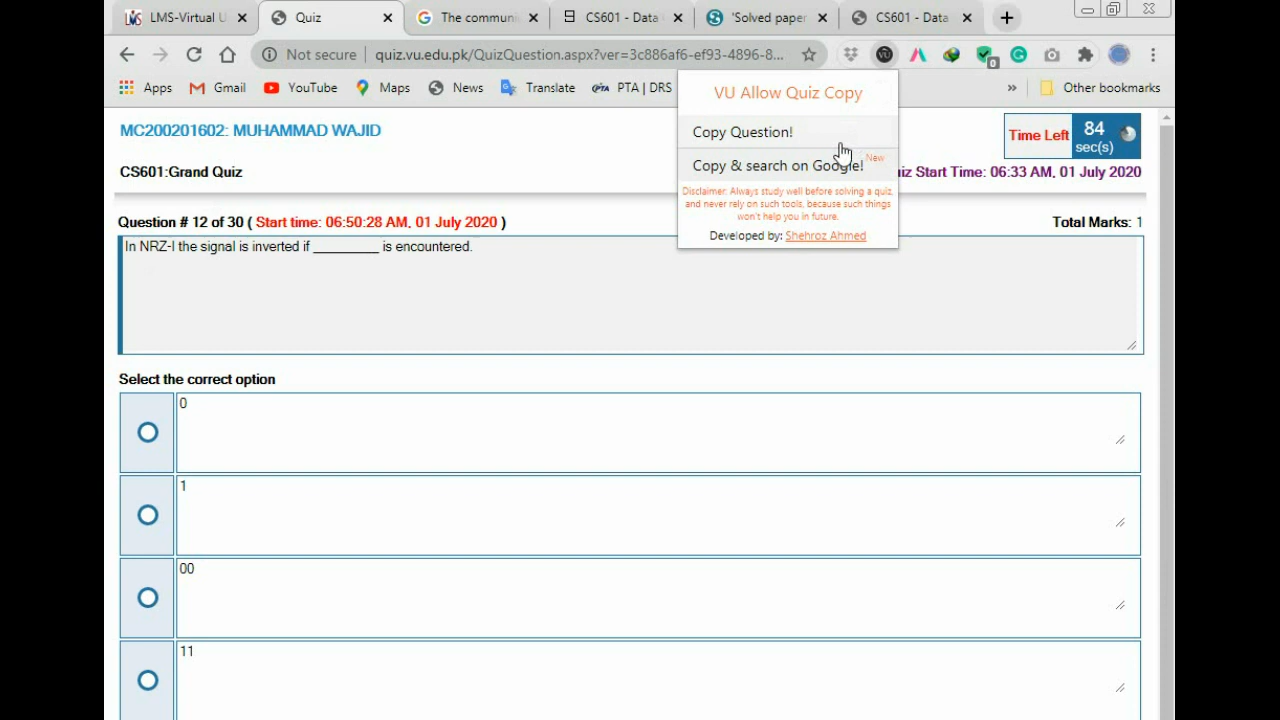 LMS-Virtual U
Quiz
The commun
CS601 - Data
'Solved paper
CS601 - Data
Not secure
quiz.vu.edu.pk/QuizQuestion.aspx?ver=3c886af6-ef93-4896-8...
VU
0
Apps
Gmail
YouTube
Maps
News
Translate
PTA | DRS
»
Other bookmarks
VU Allow Quiz Copy
Copy Question!
Copy & search on Google!
New
Disclaimer: Always study well before solving a quiz, 
and never rely on such tools, because such things
won't help you in future.
Developed by: Shehroz Ahmed
MC200201602: MUHAMMAD WAJID
Time Left
84
sec(s)
CS601:Grand Quiz
iz Start Time: 06:33 AM, 01 July 2020
Question # 12 of 30 ( Start time: 06:50:28 AM, 01 July 2020 )
Total Marks: 1
In NRZ-I the signal is inverted if _________ is encountered.
Select the correct option
0
1
00
11